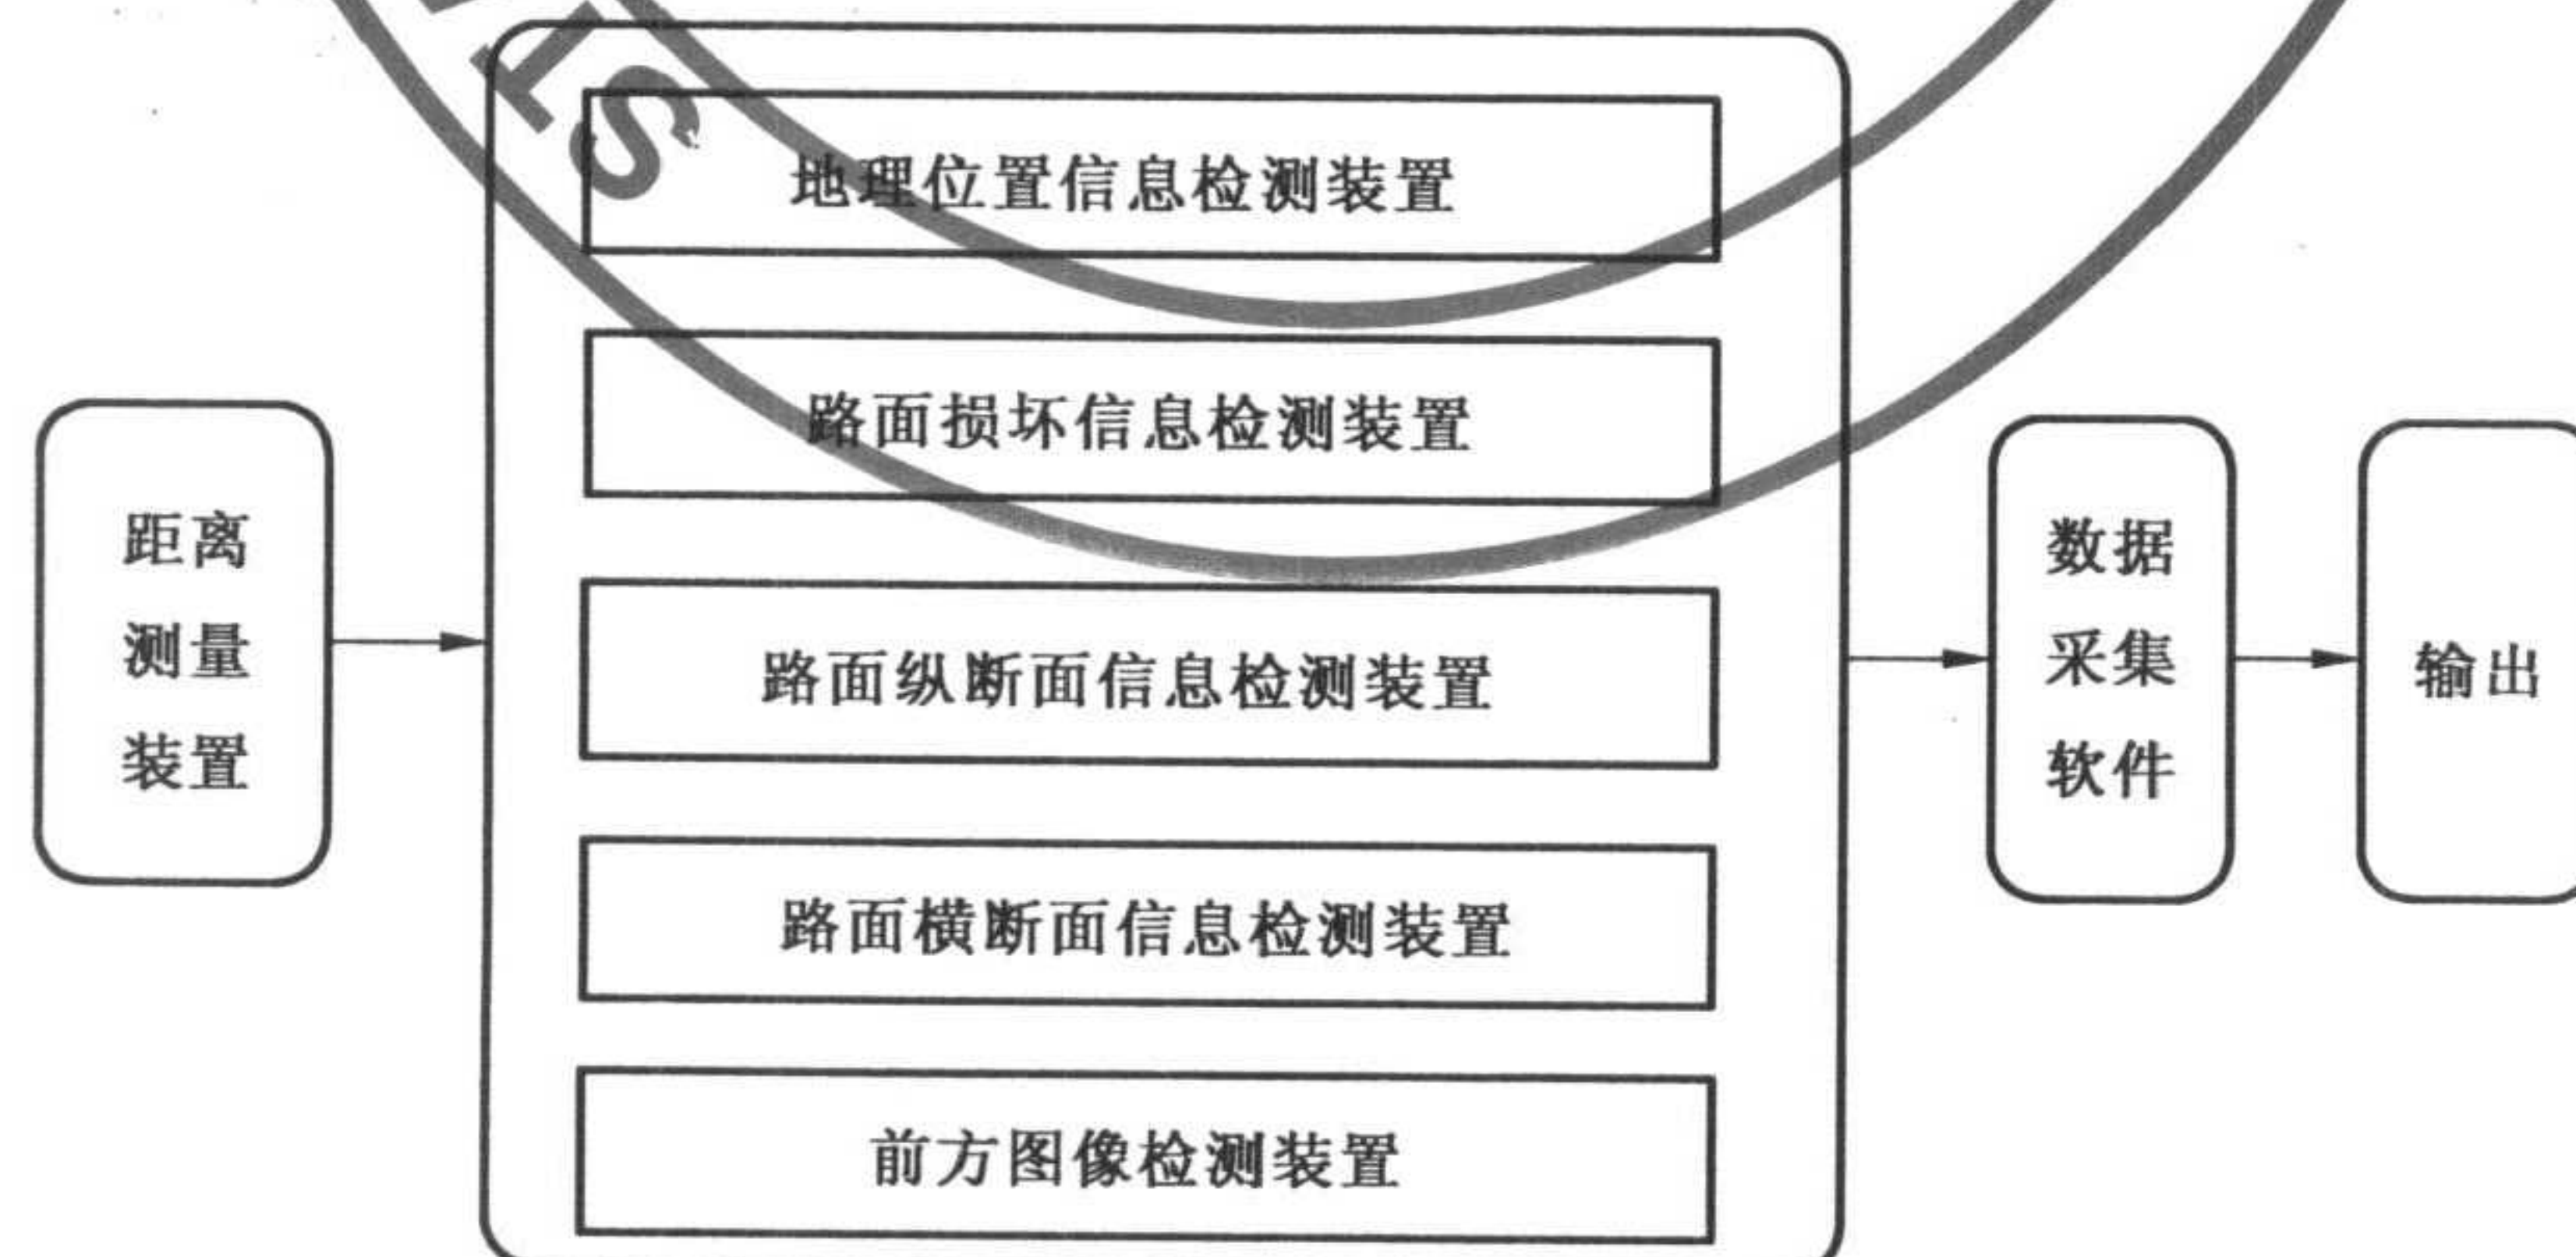 距离
测量
装置
地理位置信息检测装置
路面损坏信息检测装置
路面纵断面信息检测装置
路面横断面信息检测装置
前方图像检测装置
数据
采集
软件
输出